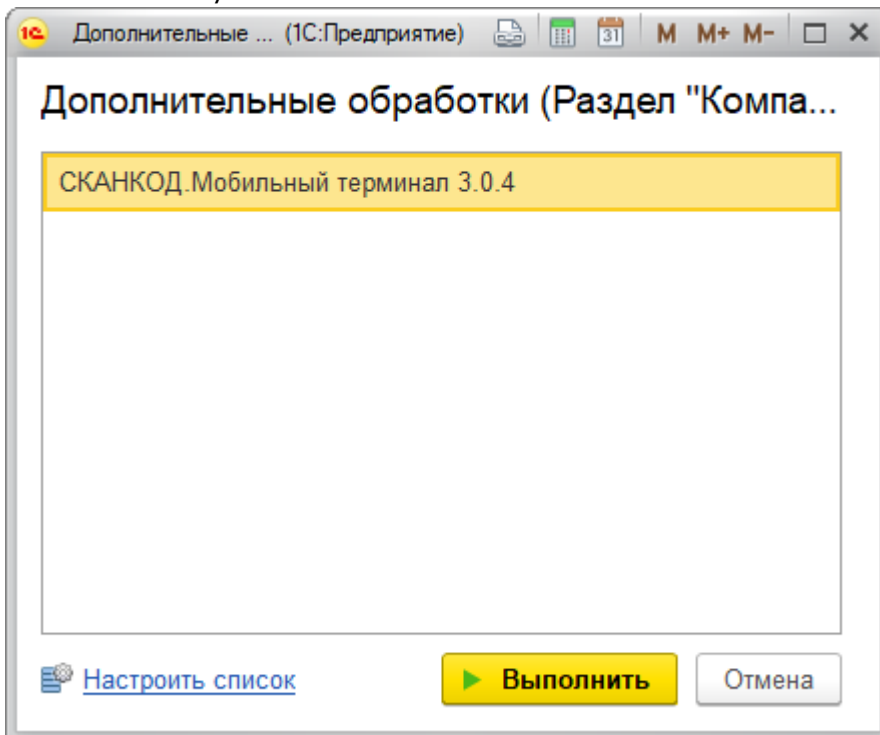 1С Дополнительные ... (1С:Предприятие) 31 M M+ M-
Дополнительные обработки (Раздел "Компа...
СКАНКОД.Мобильный терминал 3.0.4
Настроить список Выполнить Отмена